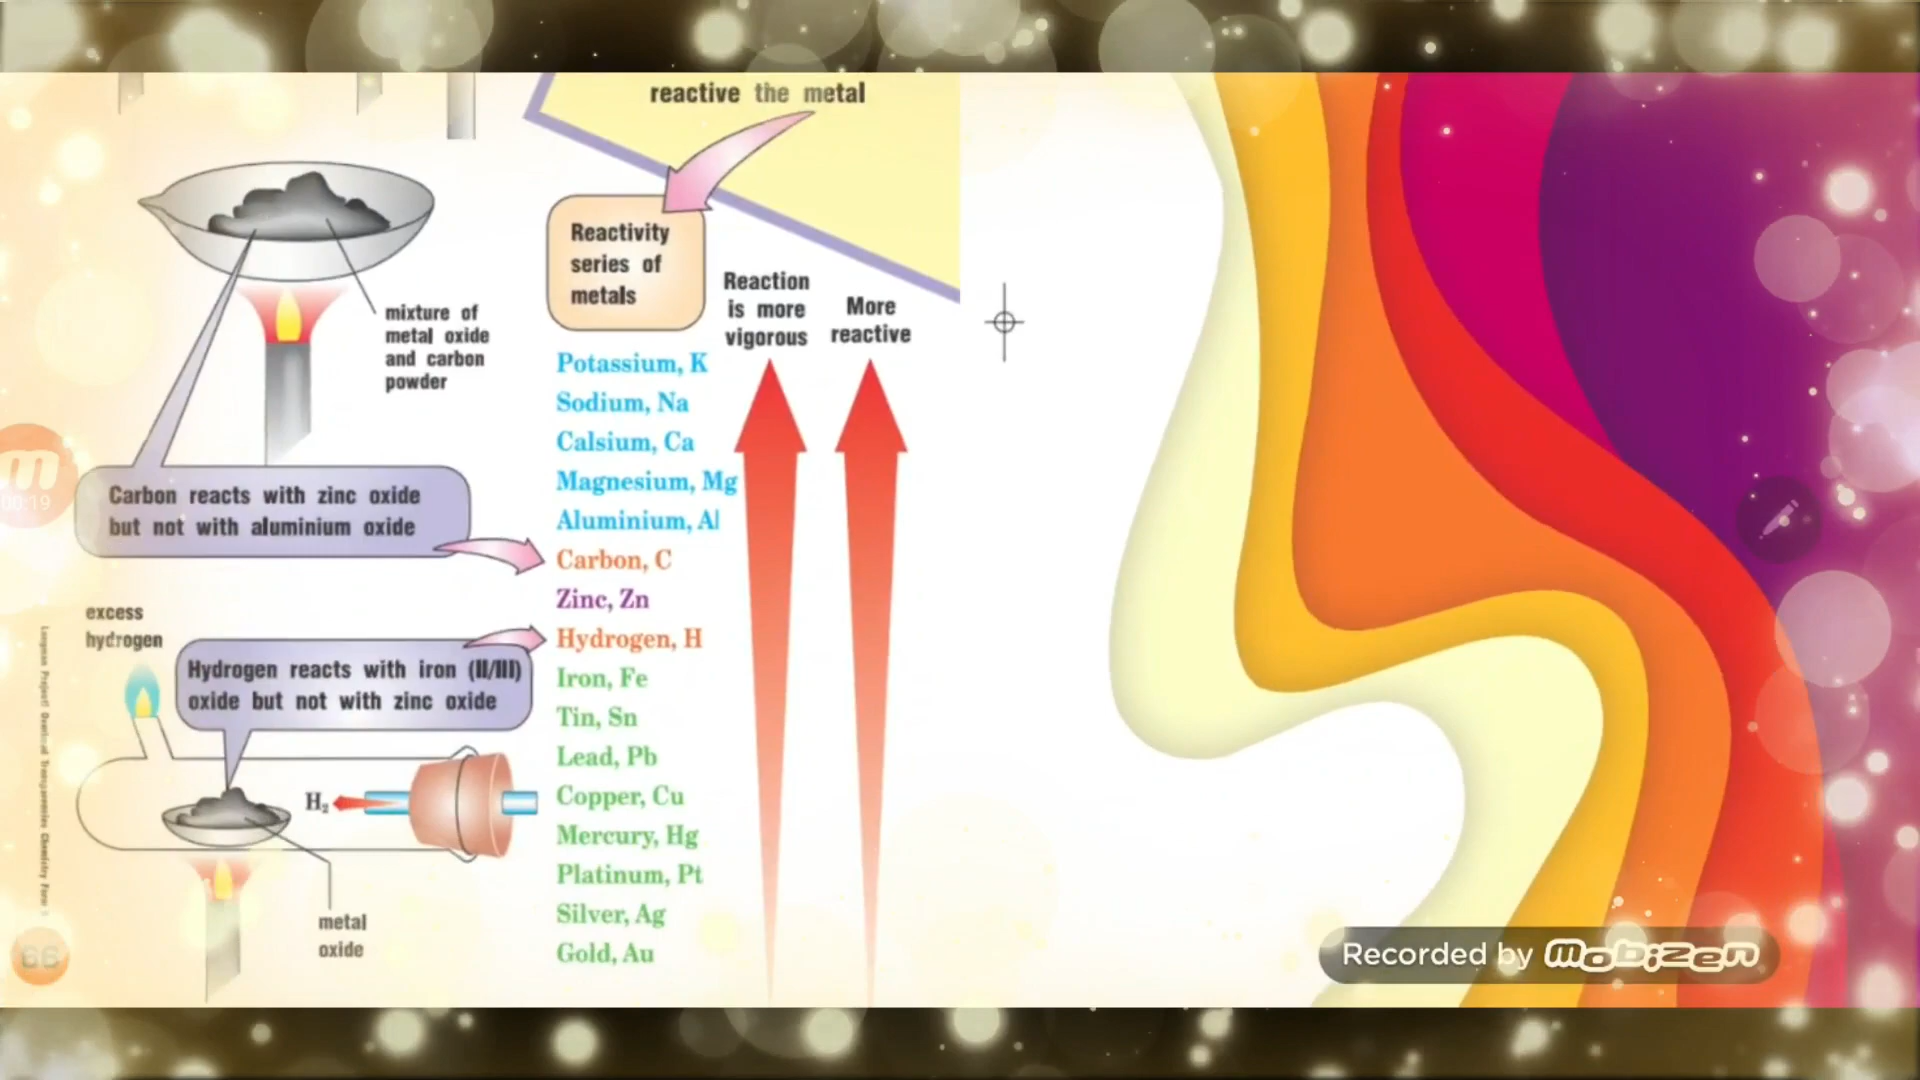 reactive the metal
Reactivity
series of
metals
Reaction
is more
vigorous
More
reactive
mixture of
metal oxide
and carbon
powder
Potassium, K
Sodium, Na
Calsium, Ca
Magnesium, Mg
Aluminium, Al
Carbon, C
Zinc, Zn
Hydrogen, H
Iron, Fe
Tin, Sn
Lead, Pb
Copper, Cu
Mercury, Hg
Platinum, Pt
Silver, Ag
Gold, Au
00:19
Carbon reacts with zinc oxide
but not with aluminium oxide
excess
hydrogen
Hydrogen reacts with iron (II/III)
oxide but not with zinc oxide
H₂
metal
oxide
66
Recorded by mobizen